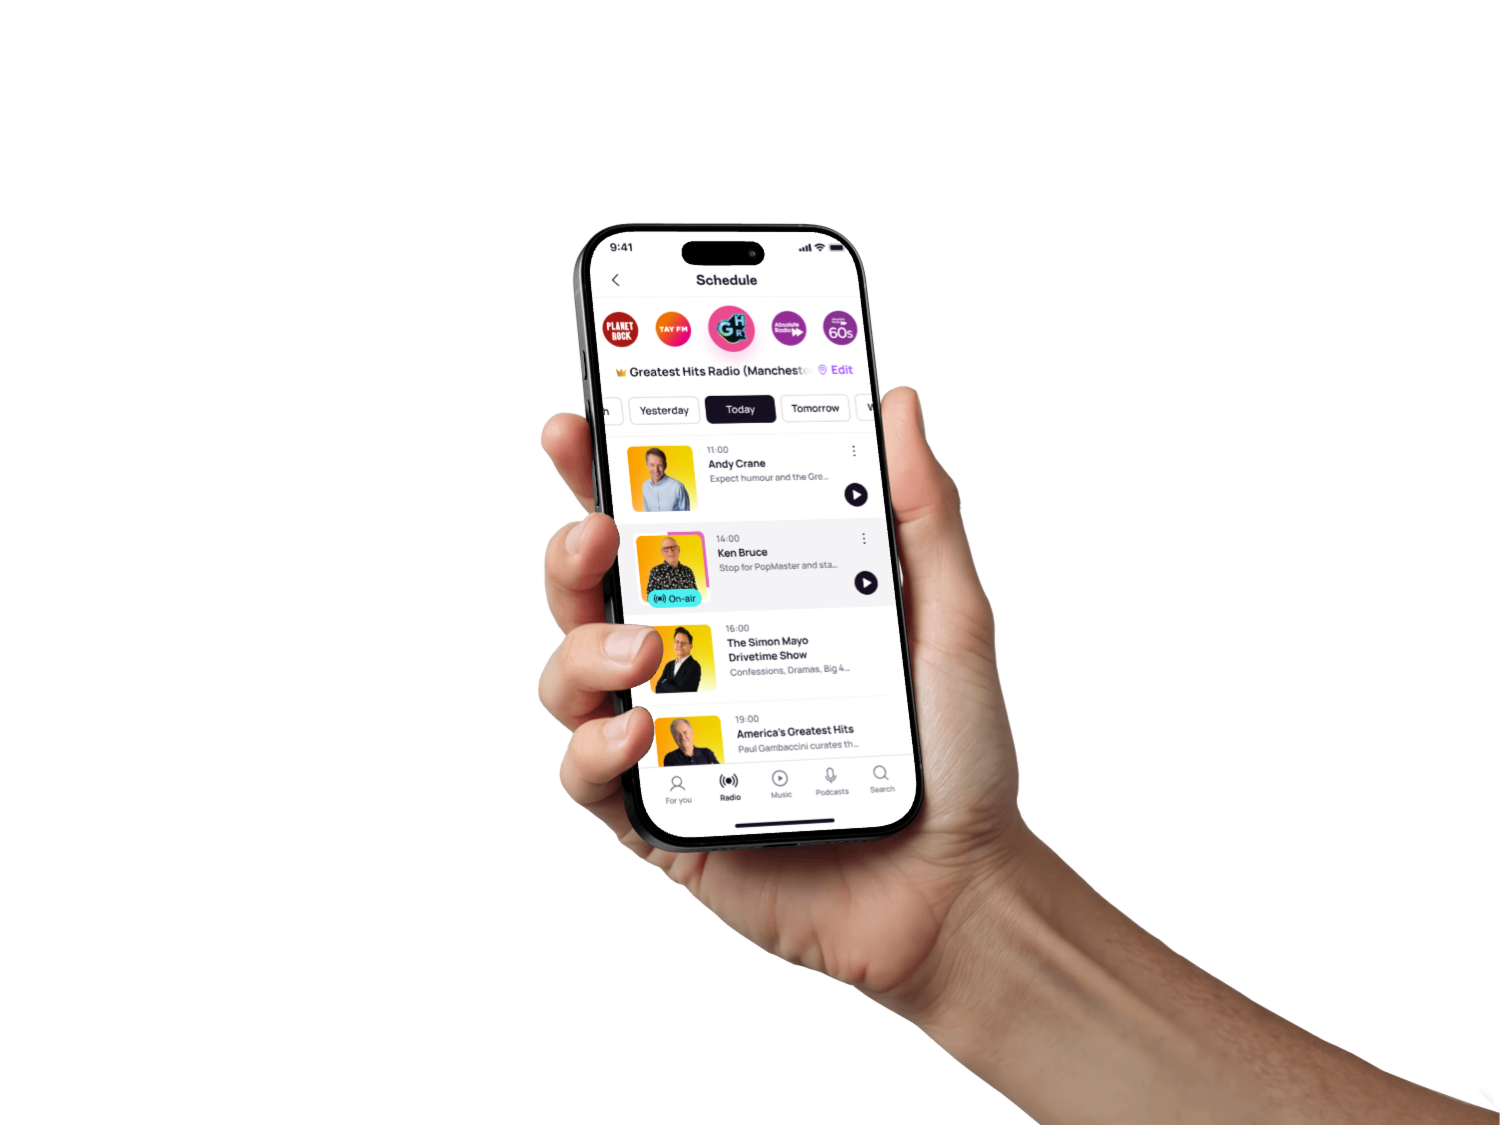 9:41
Schedule
PLANET
ROCK
TAY FM
GHR
Absolute
Radio
60s
Greatest Hits Radio (Manchester
Edit
h
Yesterday
Today
Tomorrow
W
11:00
Andy Crane
Expect humour and the Gre...
14:00
Ken Bruce
Stop for PopMaster and sta...
On-air
16:00
The Simon Mayo
Drivetime Show
Confessions, Dramas, Big 4...
19:00
America's Greatest Hits
Paul Gambaccini curates th...
For you
Radio
Music
Podcasts
Search